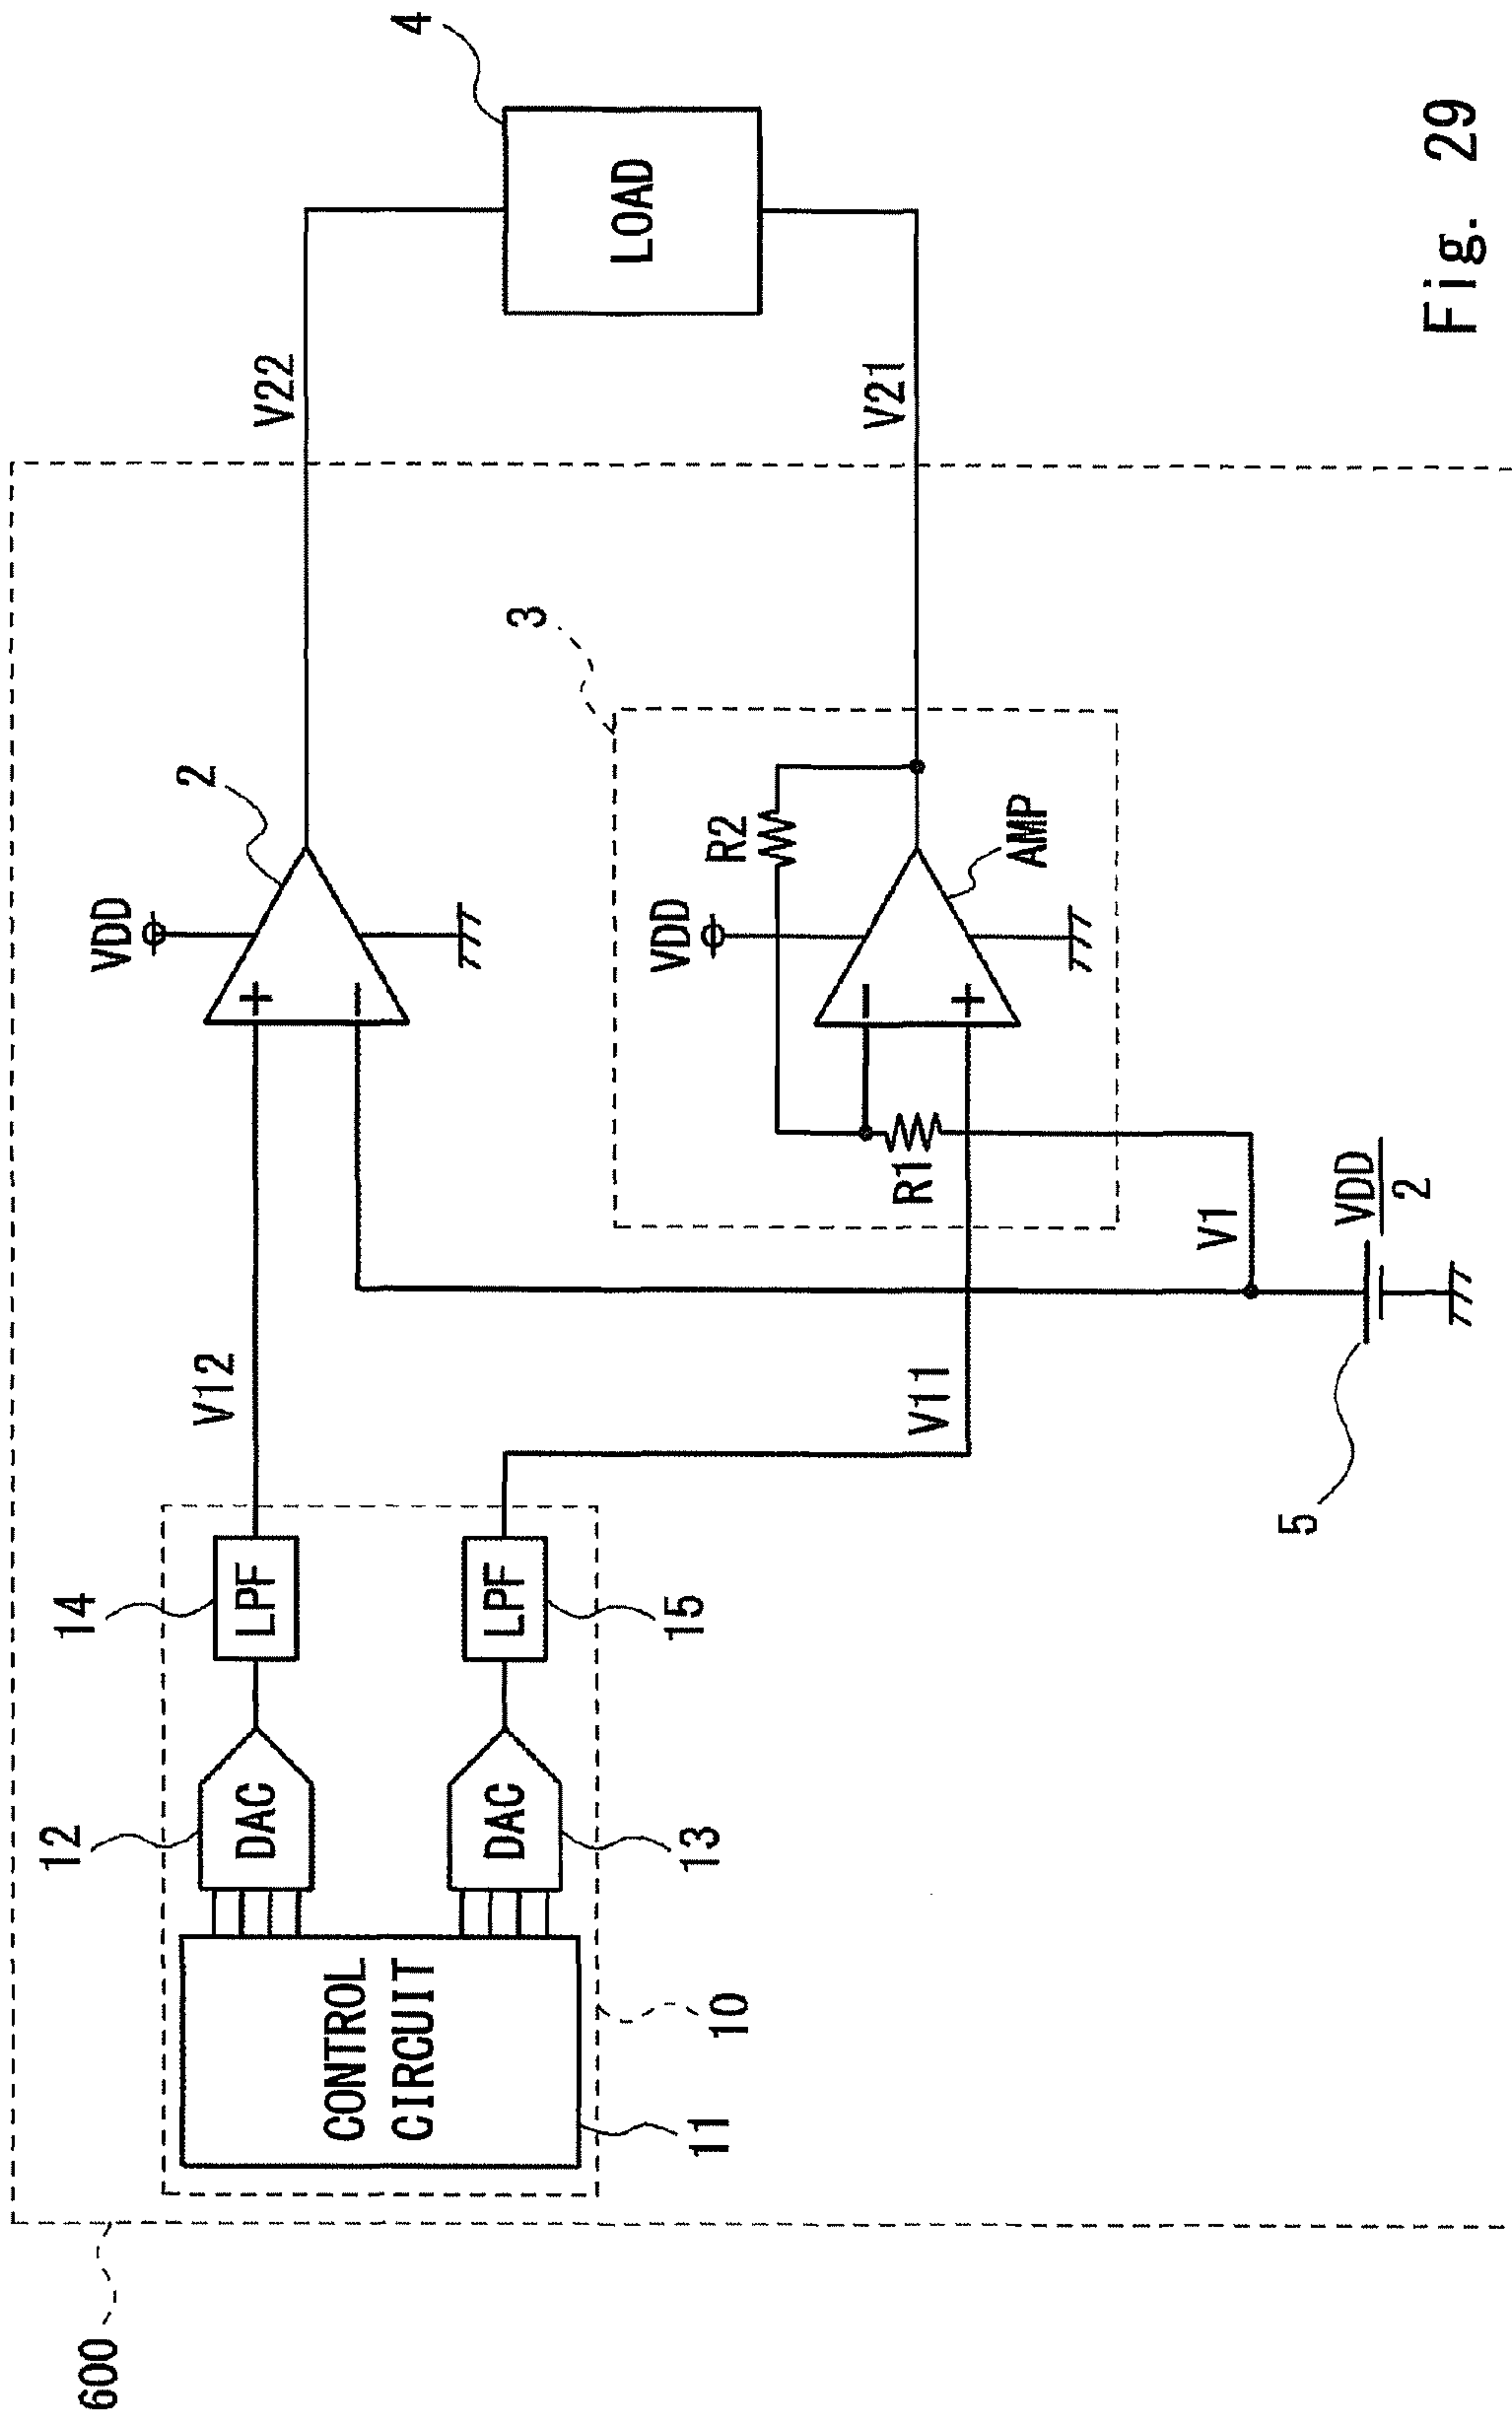 600
12
14
DAC
LPF
V12
VDD
2
V22
4
LOAD
CONTROL
CIRCUIT
11
10
DAC
13
LPF
15
V11
VDD
R2
3
R1
AMP
V21
V1
5
VDD
2
Fig. 29